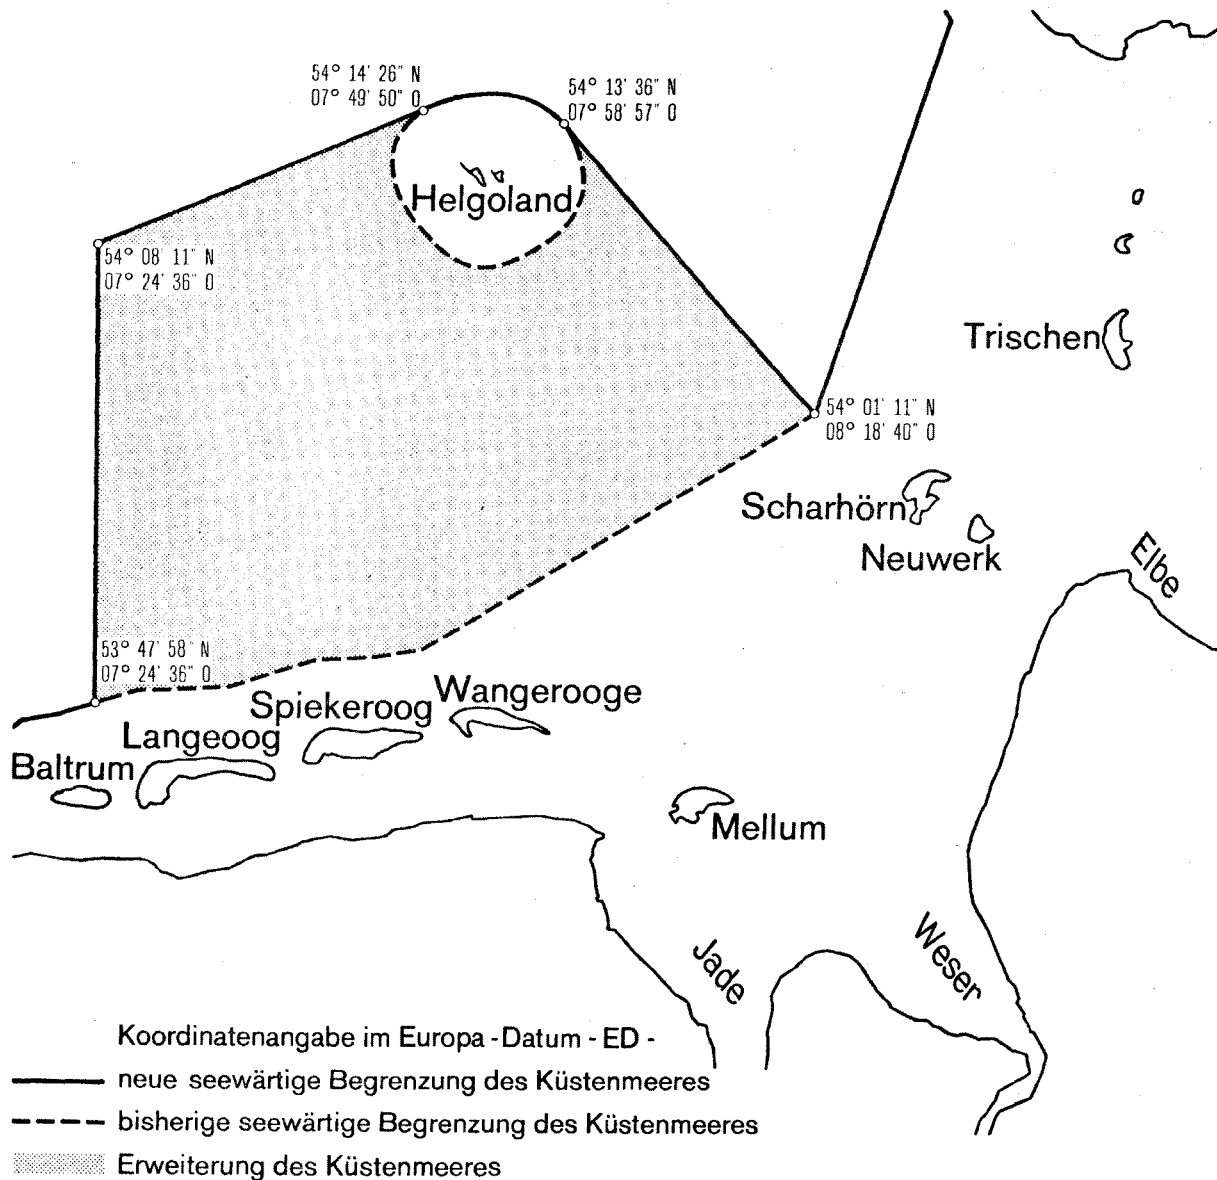 54° 14' 26" N
07° 49' 50" O
54° 13' 36" N
07° 58' 57" O
Helgoland
54° 08' 11" N
07° 24' 36" O
Trischen
54° 01' 11" N
08° 18' 40" O
Scharhörn
Neuwerk
Elbe
53° 47' 58" N
07° 24' 36" O
Wangerooge
Spiekeroog
Langeoog
Baltrum
Mellum
Jade
Weser
Koordinatenangabe im Europa - Datum - ED -
neue seewärtige Begrenzung des Küstenmeeres
bisherige seewärtige Begrenzung des Küstenmeeres
Erweiterung des Küstenmeeres